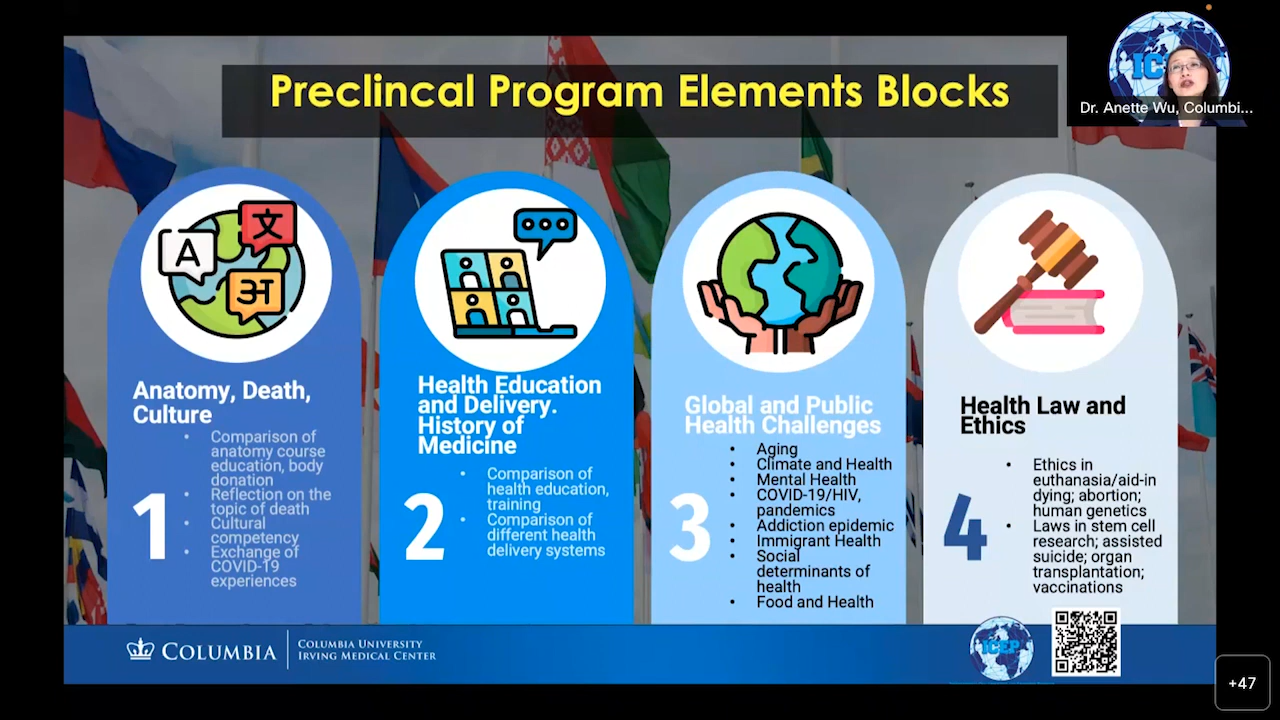 Preclincal Program Elements Blocks
IC
Dr. Anette Wu, Columbi...
A
文
अ
Anatomy, Death,
Culture
• Comparison of
anatomy course
education, body
donation
• Reflection on the
topic of death
• Cultural
competency
• Exchange of
COVID-19
experiences
1
Health Education
and Delivery.
History of
Medicine
• Comparison of
health education,
training
• Comparison of
different health
delivery systems
2
Global and Public
Health Challenges
• Aging
• Climate and Health
• Mental Health
• COVID-19/HIV,
pandemics
• Addiction epidemic
• Immigrant Health
• Social
determinants of
health
• Food and Health
3
Health Law and
Ethics
• Ethics in
euthanasia/aid-in
dying; abortion;
human genetics
• Laws in stem cell
research; assisted
suicide; organ
transplantation;
vaccinations
4
COLUMBIA
COLUMBIA UNIVERSITY
IRVING MEDICAL CENTER
ICEP
+47